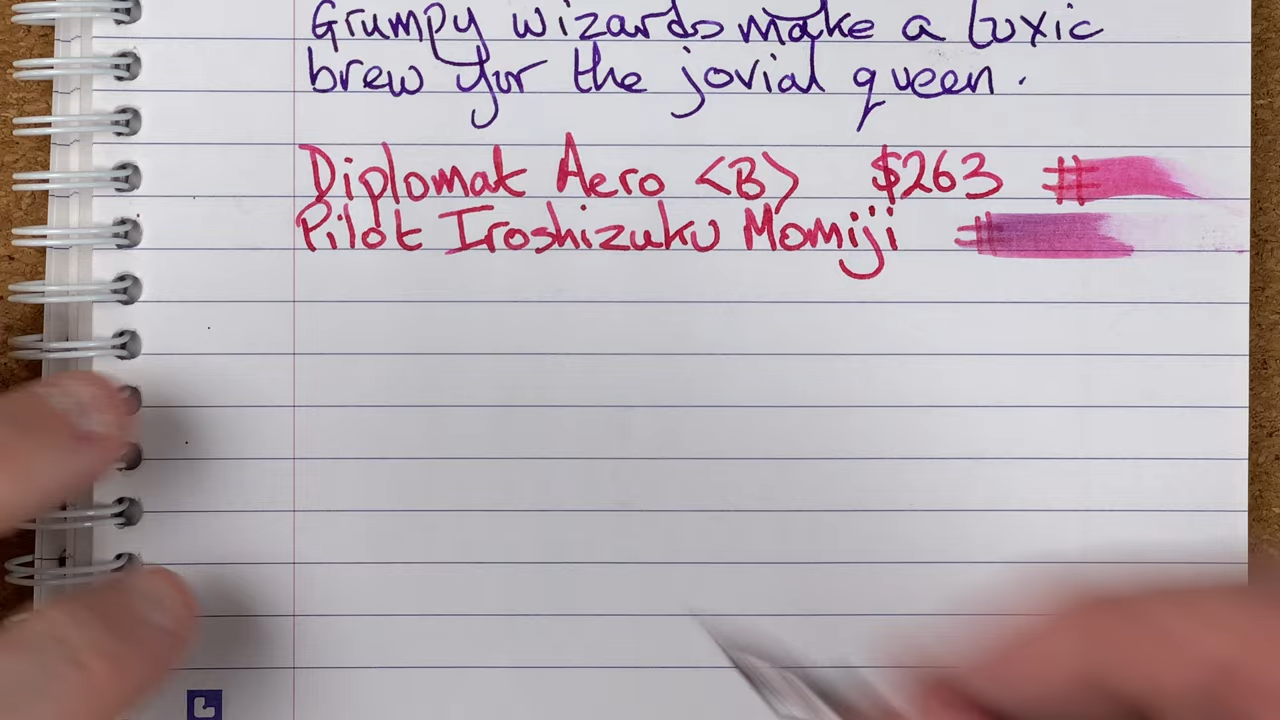 Grumpy wizards make a toxic
brew for the jovial queen.
Diplomat Aero <B> $263
Pilot Iroshizuku Momiji